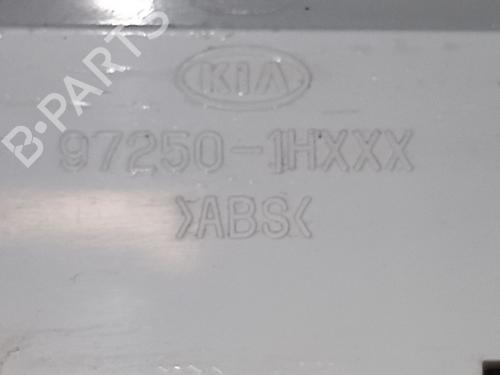 B-PARTS
KIA
97250-1HXXX
>ABS<